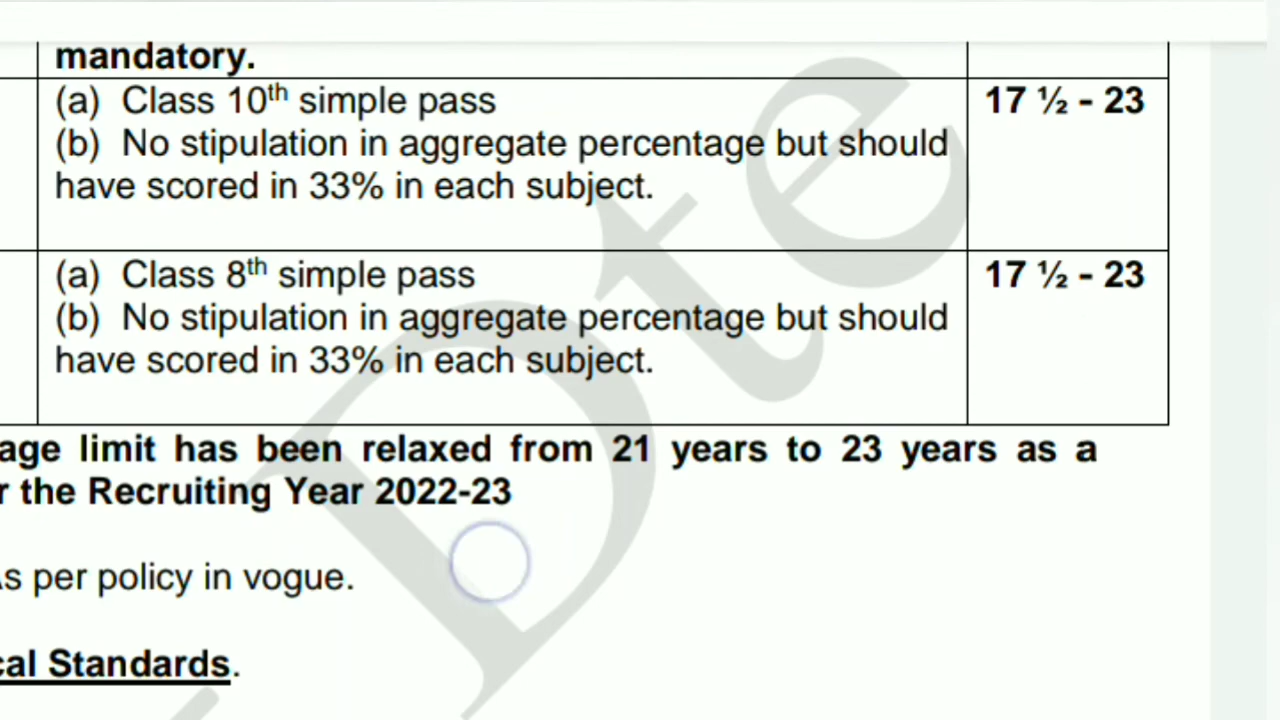 mandatory.
(a) Class 10th simple pass
17 ½ - 23
(b) No stipulation in aggregate percentage but should
have scored in 33% in each subject.
(a) Class 8th simple pass
17 ½ - 23
(b) No stipulation in aggregate percentage but should
have scored in 33% in each subject.
age limit has been relaxed from 21 years to 23 years as a
the Recruiting Year 2022-23
per policy in vogue.
Standards.
Dte